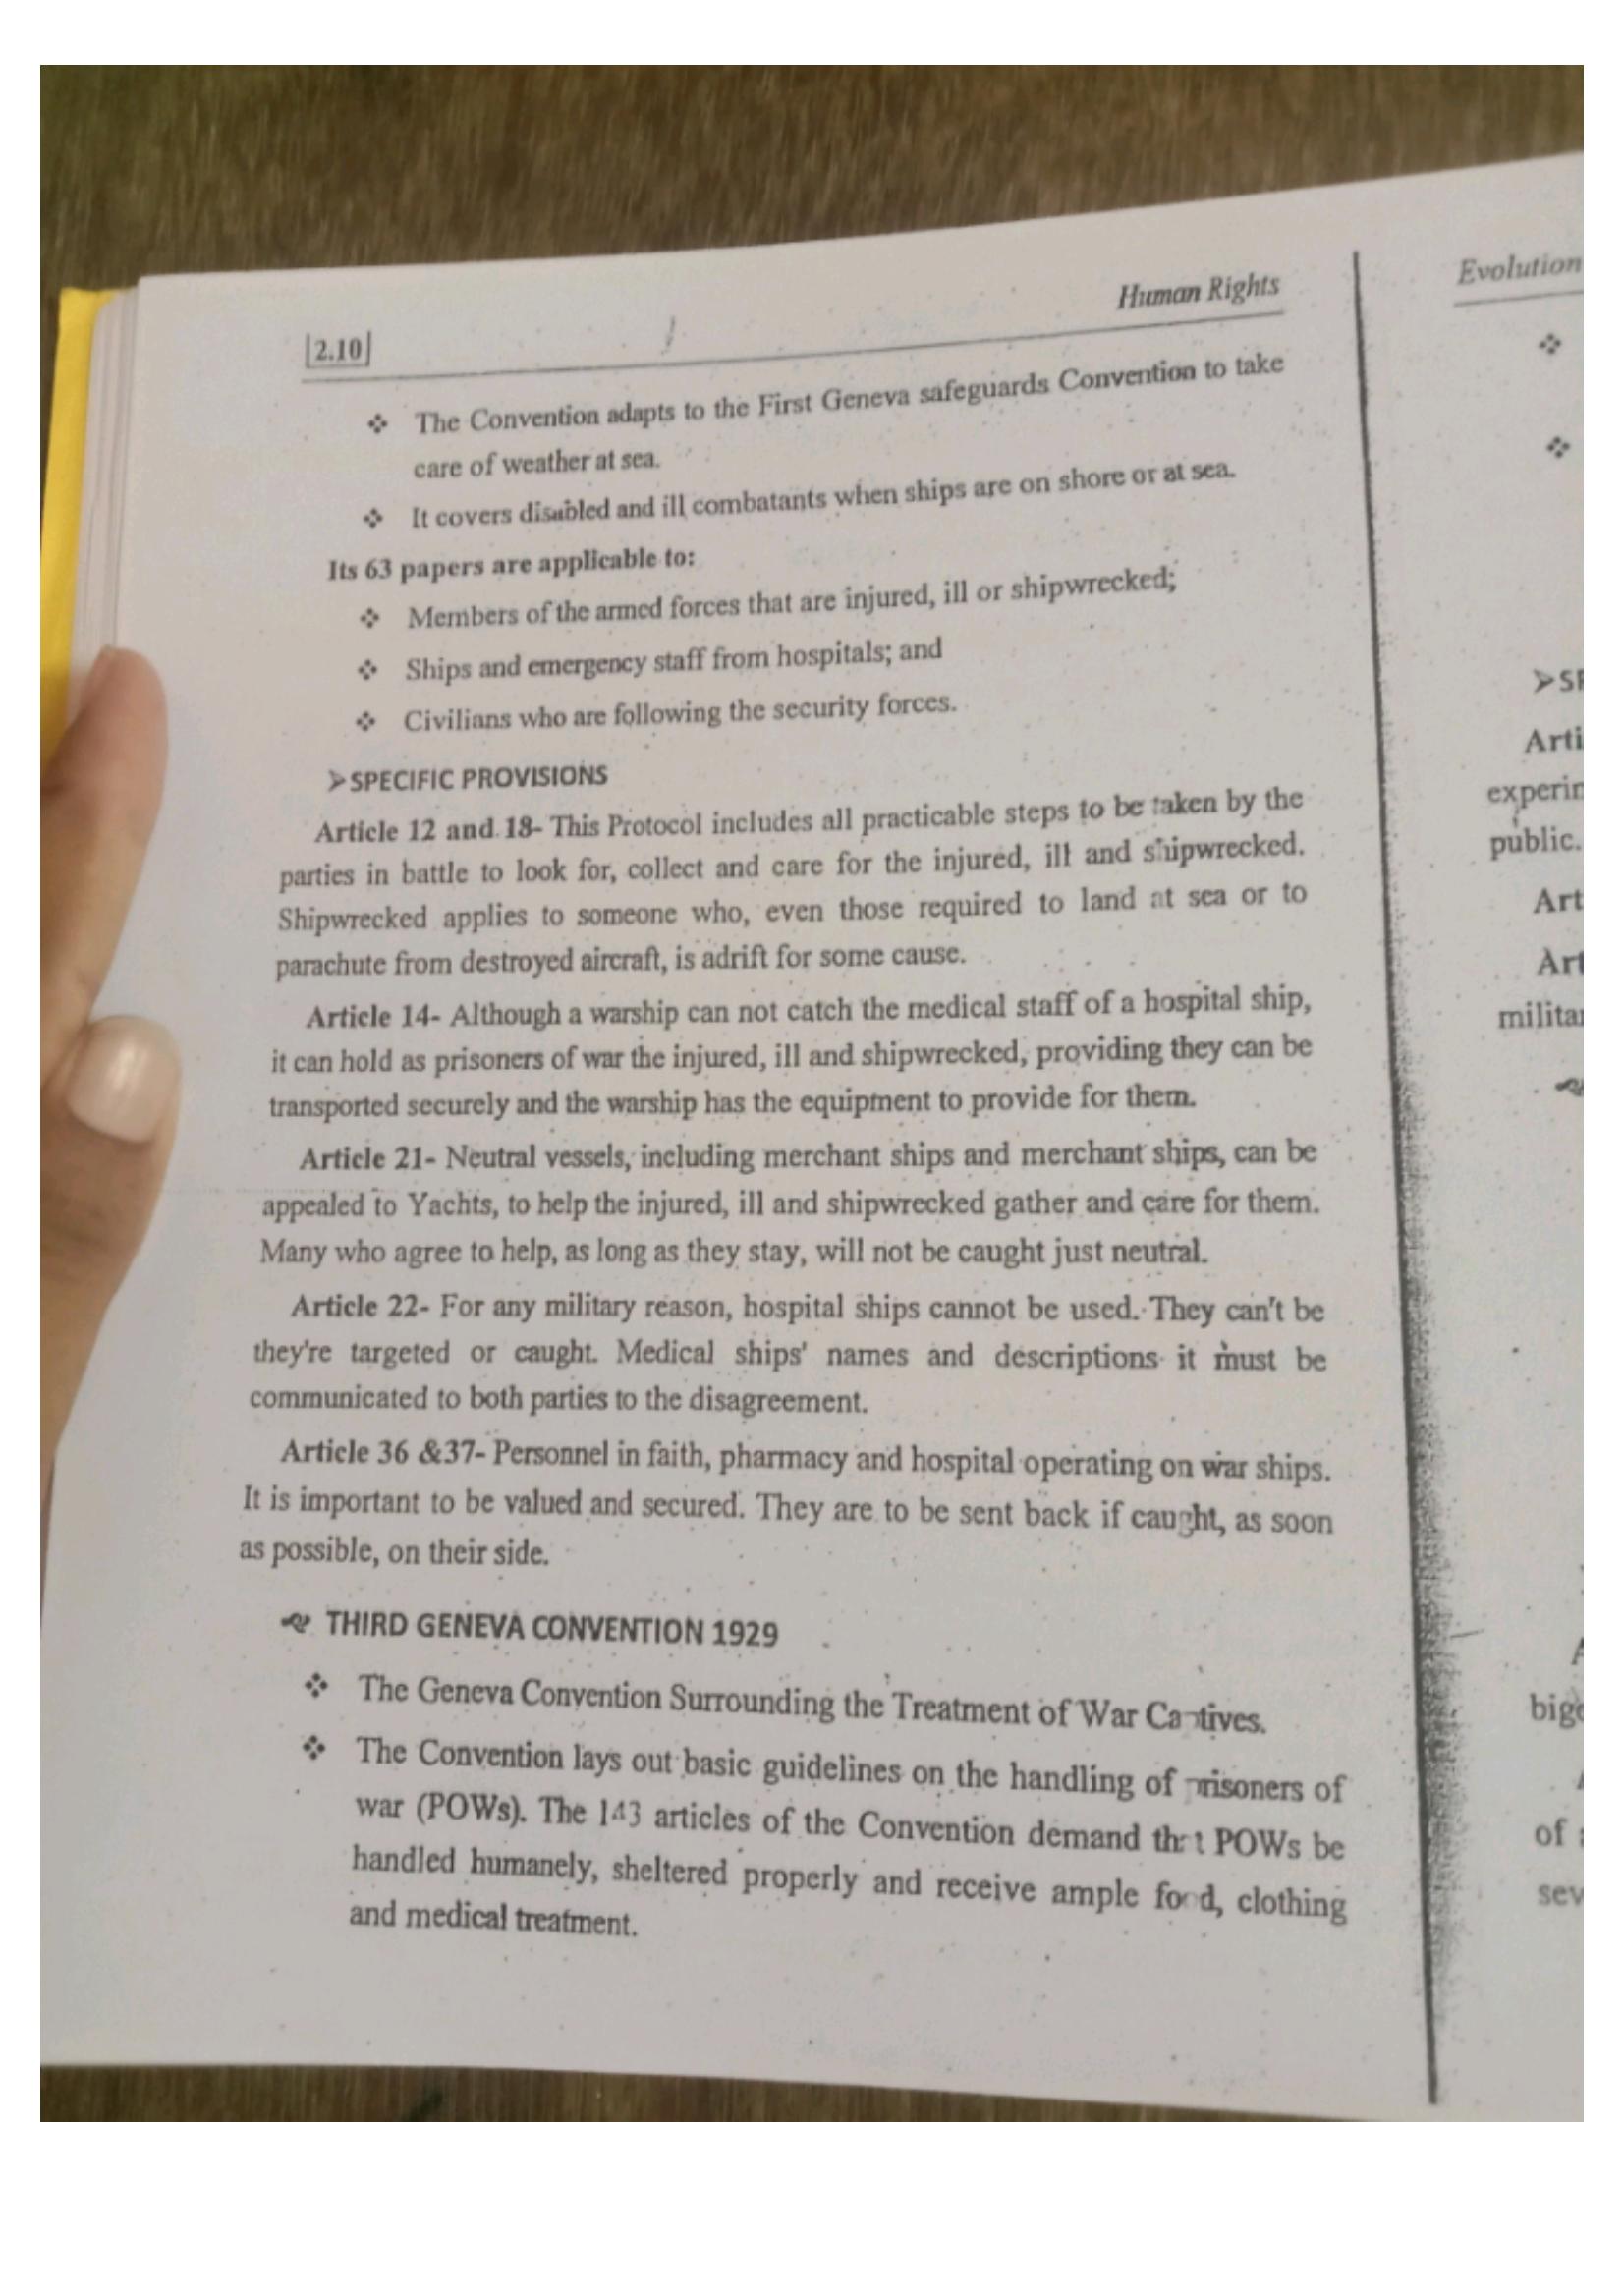 Human Rights
2.10
❖ The Convention adapts to the First Geneva safeguards Convention to take
care of weather at sea.
❖ It covers disabled and ill combatants when ships are on shore or at sea.
Its 63 papers are applicable to:
❖ Members of the armed forces that are injured, ill or shipwrecked;
❖ Ships and emergency staff from hospitals; and
❖ Civilians who are following the security forces.
➢SPECIFIC PROVISIONS
Article 12 and 18- This Protocol includes all practicable steps to be taken by the
parties in battle to look for, collect and care for the injured, ill and shipwrecked.
Shipwrecked applies to someone who, even those required to land at sea or to
parachute from destroyed aircraft, is adrift for some cause.
Article 14- Although a warship can not catch the medical staff of a hospital ship,
it can hold as prisoners of war the injured, ill and shipwrecked, providing they can be
transported securely and the warship has the equipment to provide for them.
Article 21- Neutral vessels, including merchant ships and merchant ships, can be
appealed to Yachts, to help the injured, ill and shipwrecked gather and care for them.
Many who agree to help, as long as they stay, will not be caught just neutral.
Article 22- For any military reason, hospital ships cannot be used. They can't be
they're targeted or caught. Medical ships' names and descriptions it must be
communicated to both parties to the disagreement.
Article 36 &37- Personnel in faith, pharmacy and hospital operating on war ships.
It is important to be valued and secured. They are to be sent back if caught, as soon
as possible, on their side.
THIRD GENEVA CONVENTION 1929
❖ The Geneva Convention Surrounding the Treatment of War Captives.
❖ The Convention lays out basic guidelines on the handling of prisoners of
war (POWs). The 143 articles of the Convention demand that POWs be
handled humanely, sheltered properly and receive ample food, clothing
and medical treatment.
Evolution
❖
❖
public.